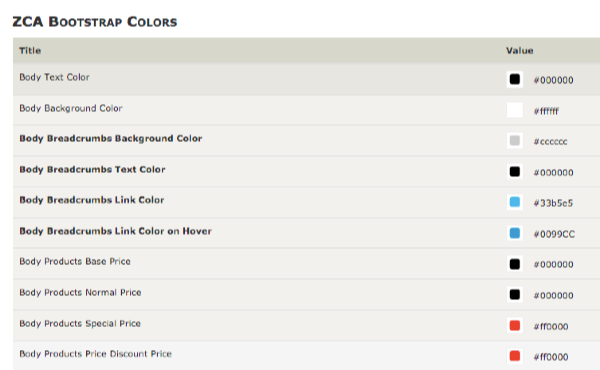 ZCA Bootstrap Colors
Title Value
Body Text Color #000000
Body Background Color #ffffff
Body Breadcrumbs Background Color #cccccc
Body Breadcrumbs Text Color #000000
Body Breadcrumbs Link Color #33b5e5
Body Breadcrumbs Link Color on Hover #0099CC
Body Products Base Price #000000
Body Products Normal Price #000000
Body Products Special Price #ff0000
Body Products Price Discount Price #ff0000